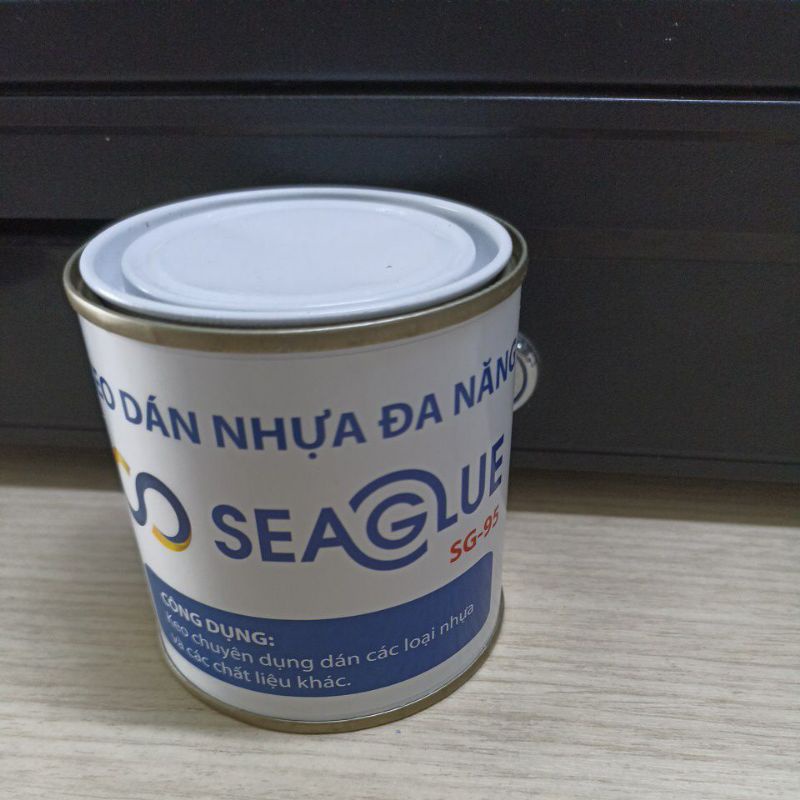 KEO DÁN NHỰA ĐA NĂNG
SEAGLUE
SG-95
CÔNG DỤNG:
Keo chuyên dụng dán các loại nhựa
và các chất liệu khác.